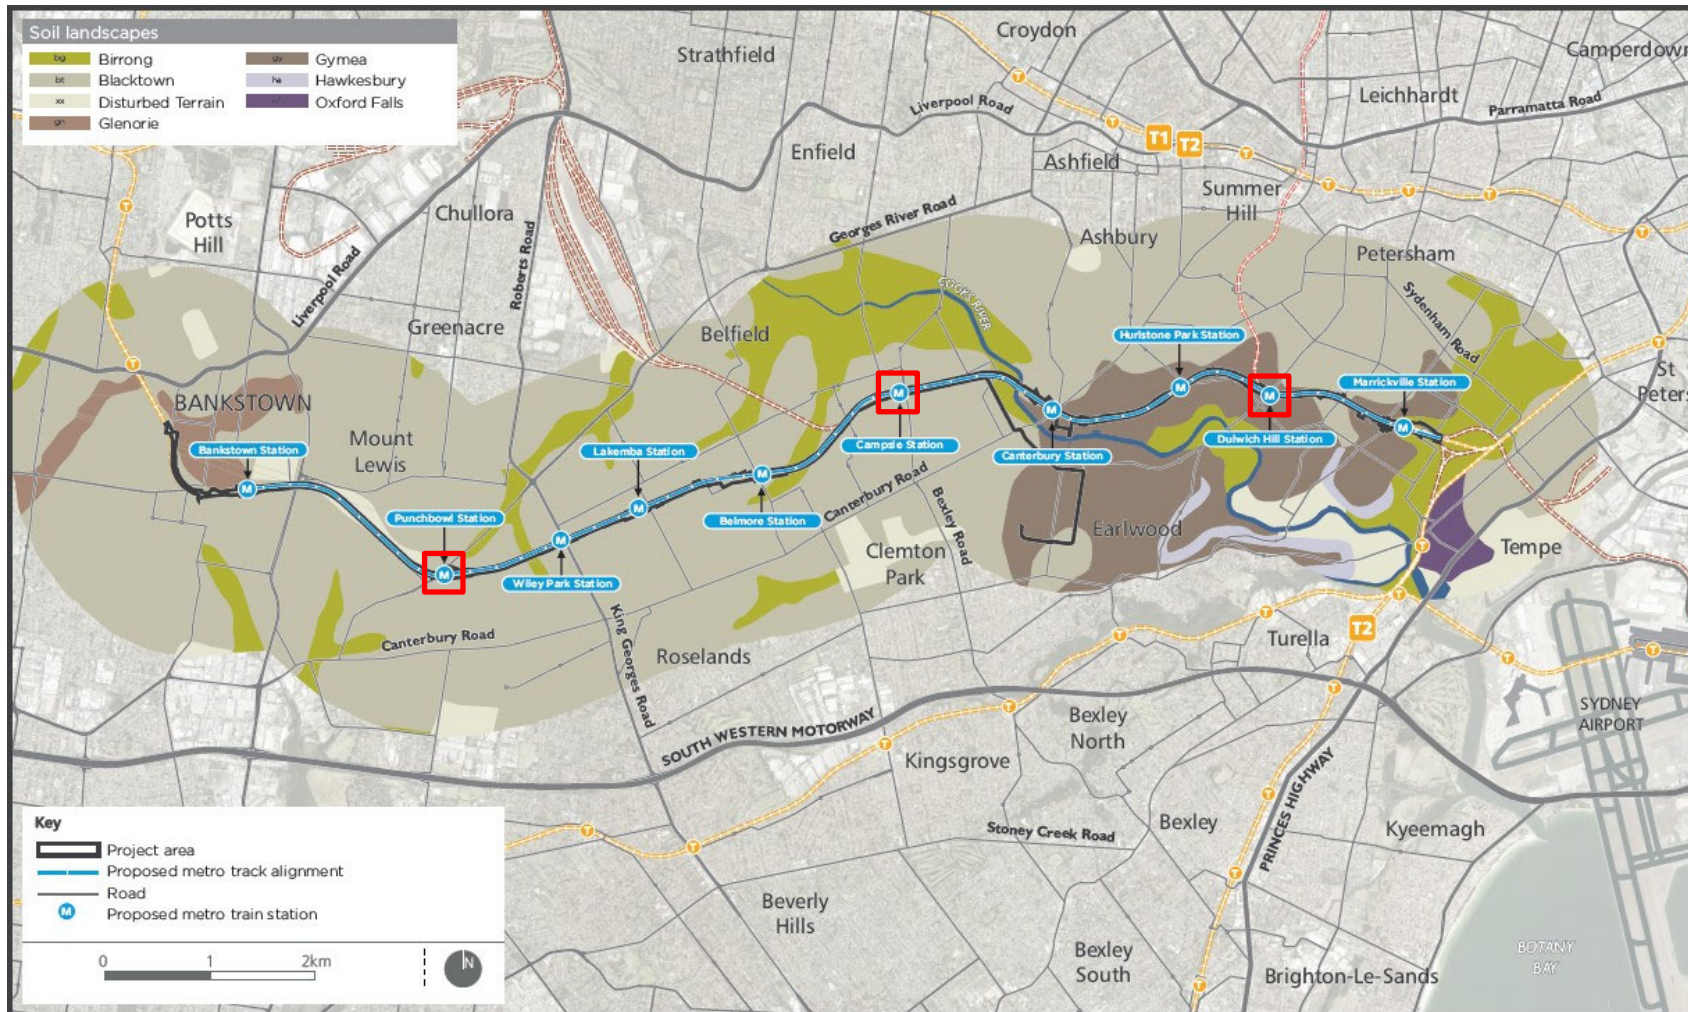 Soil landscapes
bg Birrong
bt Blacktown
xx Disturbed Terrain
gn Glenorie
gy Gymea
ha Hawkesbury
Oxford Falls
Croydon
Strathfield
Camperdown
Leichhardt
Parramatta Road
Liverpool Road
T1
T2
Enfield
Ashfield
Summer
Hill
Potts
Hill
Chullora
Georges River Road
Ashbury
Petersham
Liverpool Road
Roberts Road
COOKS RIVER
Sydenham Road
Greenacre
Belfield
Hurlstone Park Station
St
Peters
Marrickville Station
BANKSTOWN
Mount
Lewis
Bankstown Station
Lakemba Station
Campsie Station
Canterbury Station
Dulwich Hill Station
Punchbowl Station
Belmore Station
Canterbury Road
Bexley Road
Earlwood
Tempe
Clemton
Park
Wiley Park Station
Canterbury Road
King Georges Road
Roselands
T2
Turella
SOUTH WESTERN MOTORWAY
Bexley
North
SYDNEY
AIRPORT
Kingsgrove
PRINCES HIGHWAY
Stoney Creek Road
Bexley
Kyeemagh
Beverly
Hills
Bexley
South
Brighton-Le-Sands
BOTANY
BAY
Key
Project area
Proposed metro track alignment
Road
M Proposed metro train station
0 1 2km
N